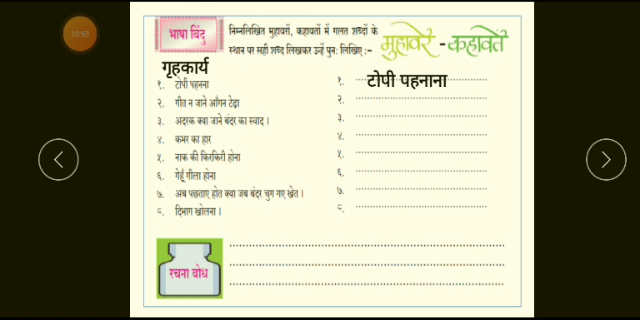 10:53
भाषा बिंदु
निम्नलिखित मुहावरों, कहावतों में गलत शब्दों के
स्थान पर सही शब्द लिखकर उन्हें पुनः लिखिए :-
मुहावरे - कहावतें
गृहकार्य
१. टोपी पहनना
२. गीत न जाने आँगन टेढ़ा
३. अदरक क्या जाने बंदर का स्वाद ।
४. कमर का हार
५. नाक की किरकिरी होना
६. गेहूँ गीला होना
७. अब पछताए होत क्या जब बंदर चुग गए खेत ।
८. दिमाग खोलना ।
१. टोपी पहनाना
२.
३.
४.
५.
६.
७.
८.
रचना बोध